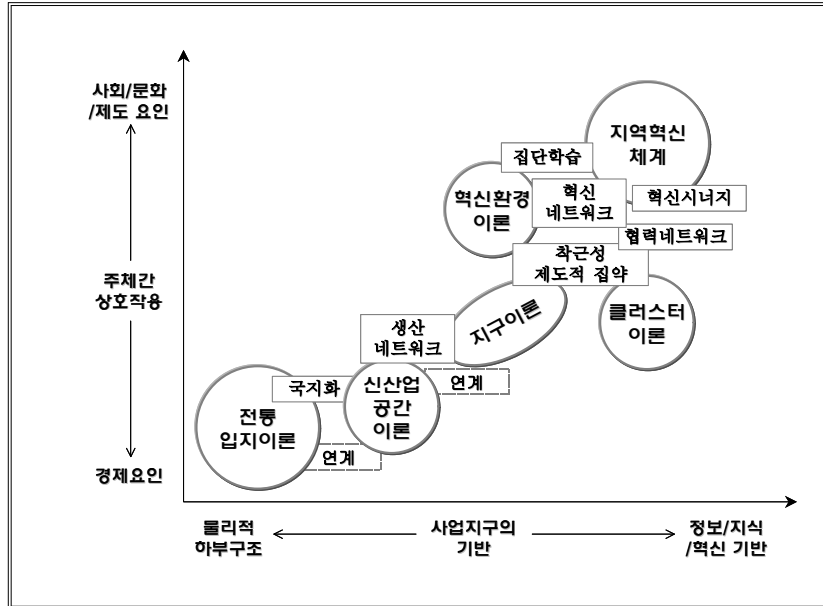 사회/문화
/제도 요인
지역혁신
체계
집단학습
혁신환경
이론
혁신
네트워크
혁신시너지
협력네트워크
착근성
제도적 집약
주체간
상호작용
지구이론
클러스터
이론
생산
네트워크
국지화
신산업
공간
이론
연계
전통
입지이론
연계
경제요인
물리적
하부구조
사업지구의
기반
정보/지식
/혁신 기반